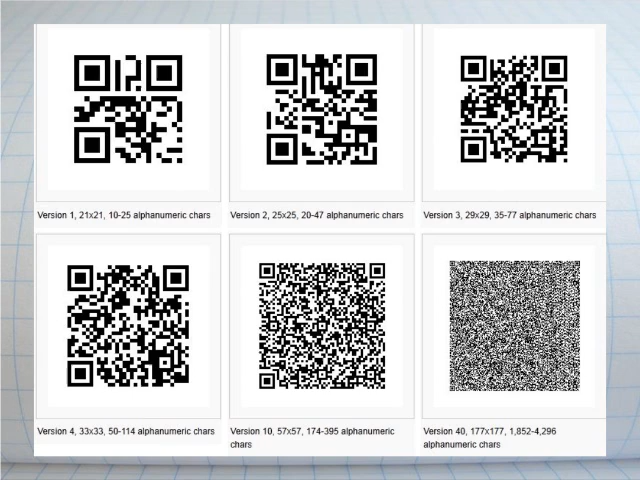 Version 1, 21x21, 10-25 alphanumeric chars
Version 2, 25x25, 20-47 alphanumeric chars
Version 3, 29x29, 35-77 alphanumeric chars
Version 4, 33x33, 50-114 alphanumeric chars
Version 10, 57x57, 174-395 alphanumeric
chars
Version 40, 177x177, 1,852-4,296
alphanumeric chars